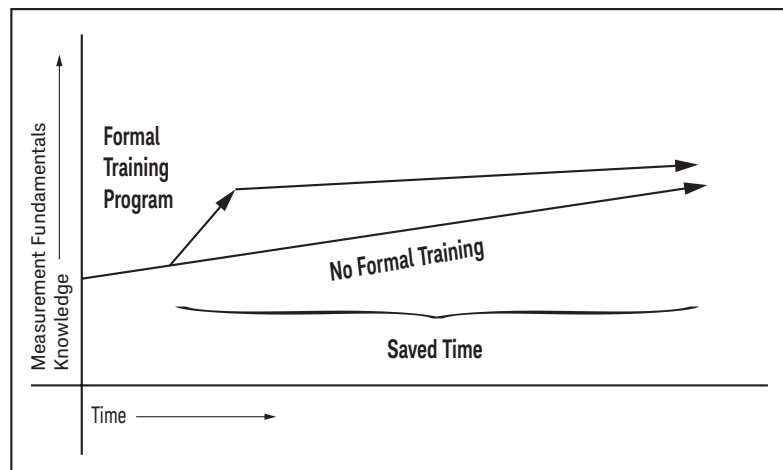 Measurement Fundamentals
Knowledge
Formal
Training
Program
No Formal Training
Saved Time
Time